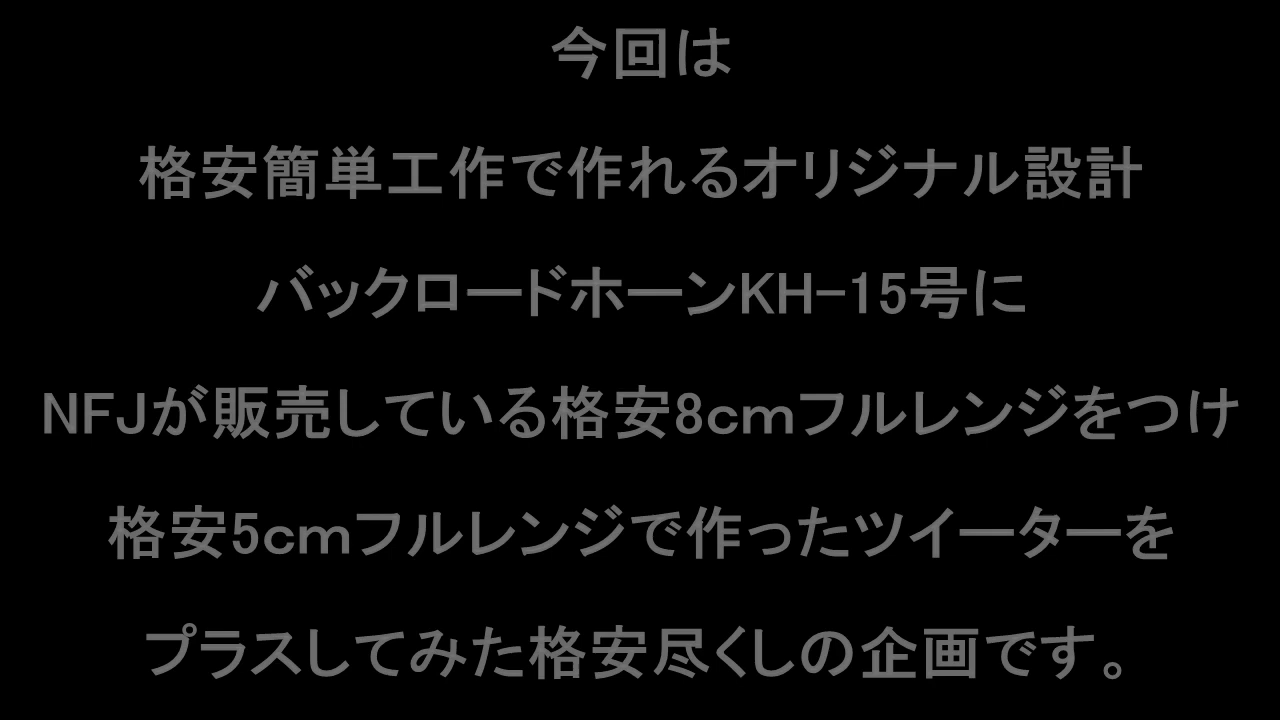 今回は
格安簡単工作で作れるオリジナル設計
バックロードホーンKH-15号に
NFJが販売している格安8cmフルレンジをつけ
格安5cmフルレンジで作ったツイーターを
プラスしてみた格安尽くしの企画です。